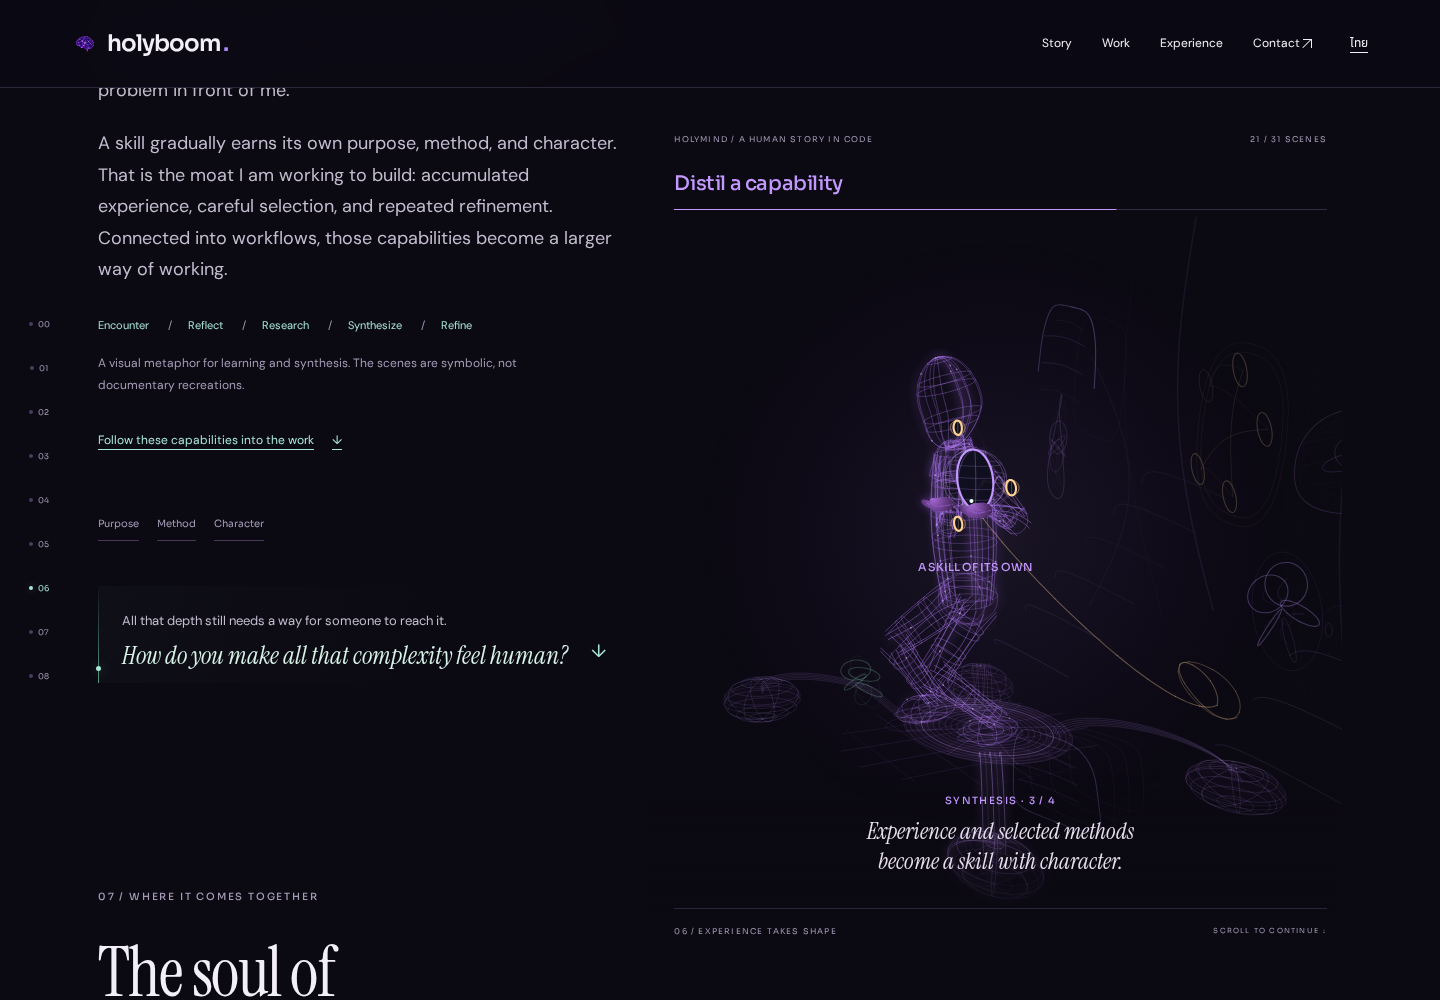 holyboom.
Story
Work
Experience
Contact
ไทย
problem in front of me.
A skill gradually earns its own purpose, method, and character.
That is the moat I am working to build: accumulated
experience, careful selection, and repeated refinement.
Connected into workflows, those capabilities become a larger
way of working.
00
01
02
03
04
05
06
07
08
Encounter / Reflect / Research / Synthesize / Refine
A visual metaphor for learning and synthesis. The scenes are symbolic, not
documentary recreations.
Follow these capabilities into the work ↓
Purpose
Method
Character
All that depth still needs a way for someone to reach it.
How do you make all that complexity feel human? ↓
07 / WHERE IT COMES TOGETHER
The soul of
HOLYMIND / A HUMAN STORY IN CODE
21 / 31 SCENES
Distil a capability
A SKILL OF ITS OWN
SYNTHESIS · 3 / 4
Experience and selected methods
become a skill with character.
06 / EXPERIENCE TAKES SHAPE
SCROLL TO CONTINUE ↓